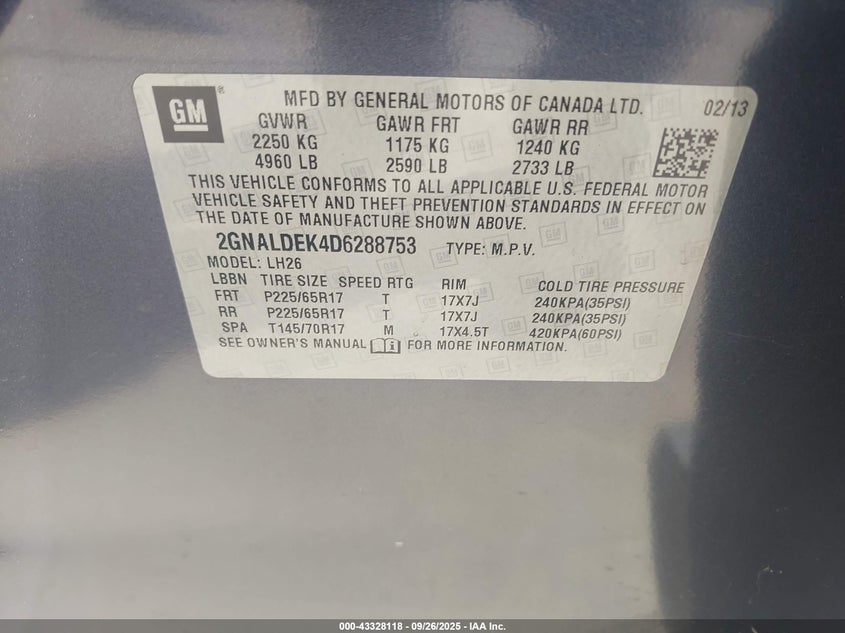 GM
MFD BY GENERAL MOTORS OF CANADA LTD. 02/13
GVWR GAWR FRT GAWR RR
2250 KG 1175 KG 1240 KG
4960 LB 2590 LB 2733 LB
THIS VEHICLE CONFORMS TO ALL APPLICABLE U.S. FEDERAL MOTOR
VEHICLE SAFETY AND THEFT PREVENTION STANDARDS IN EFFECT ON
THE DATE OF MANUFACTURE SHOWN ABOVE.
2GNALDEK4D6288753 TYPE: M.P.V.
MODEL: LH26
LBBN TIRE SIZE SPEED RTG RIM COLD TIRE PRESSURE
FRT P225/65R17 T 17X7J 240KPA(35PSI)
RR P225/65R17 T 17X7J 240KPA(35PSI)
SPA T145/70R17 M 17X4.5T 420KPA(60PSI)
SEE OWNER'S MANUAL FOR MORE INFORMATION.
000-43328118 - 09/26/2025 - IAA Inc.